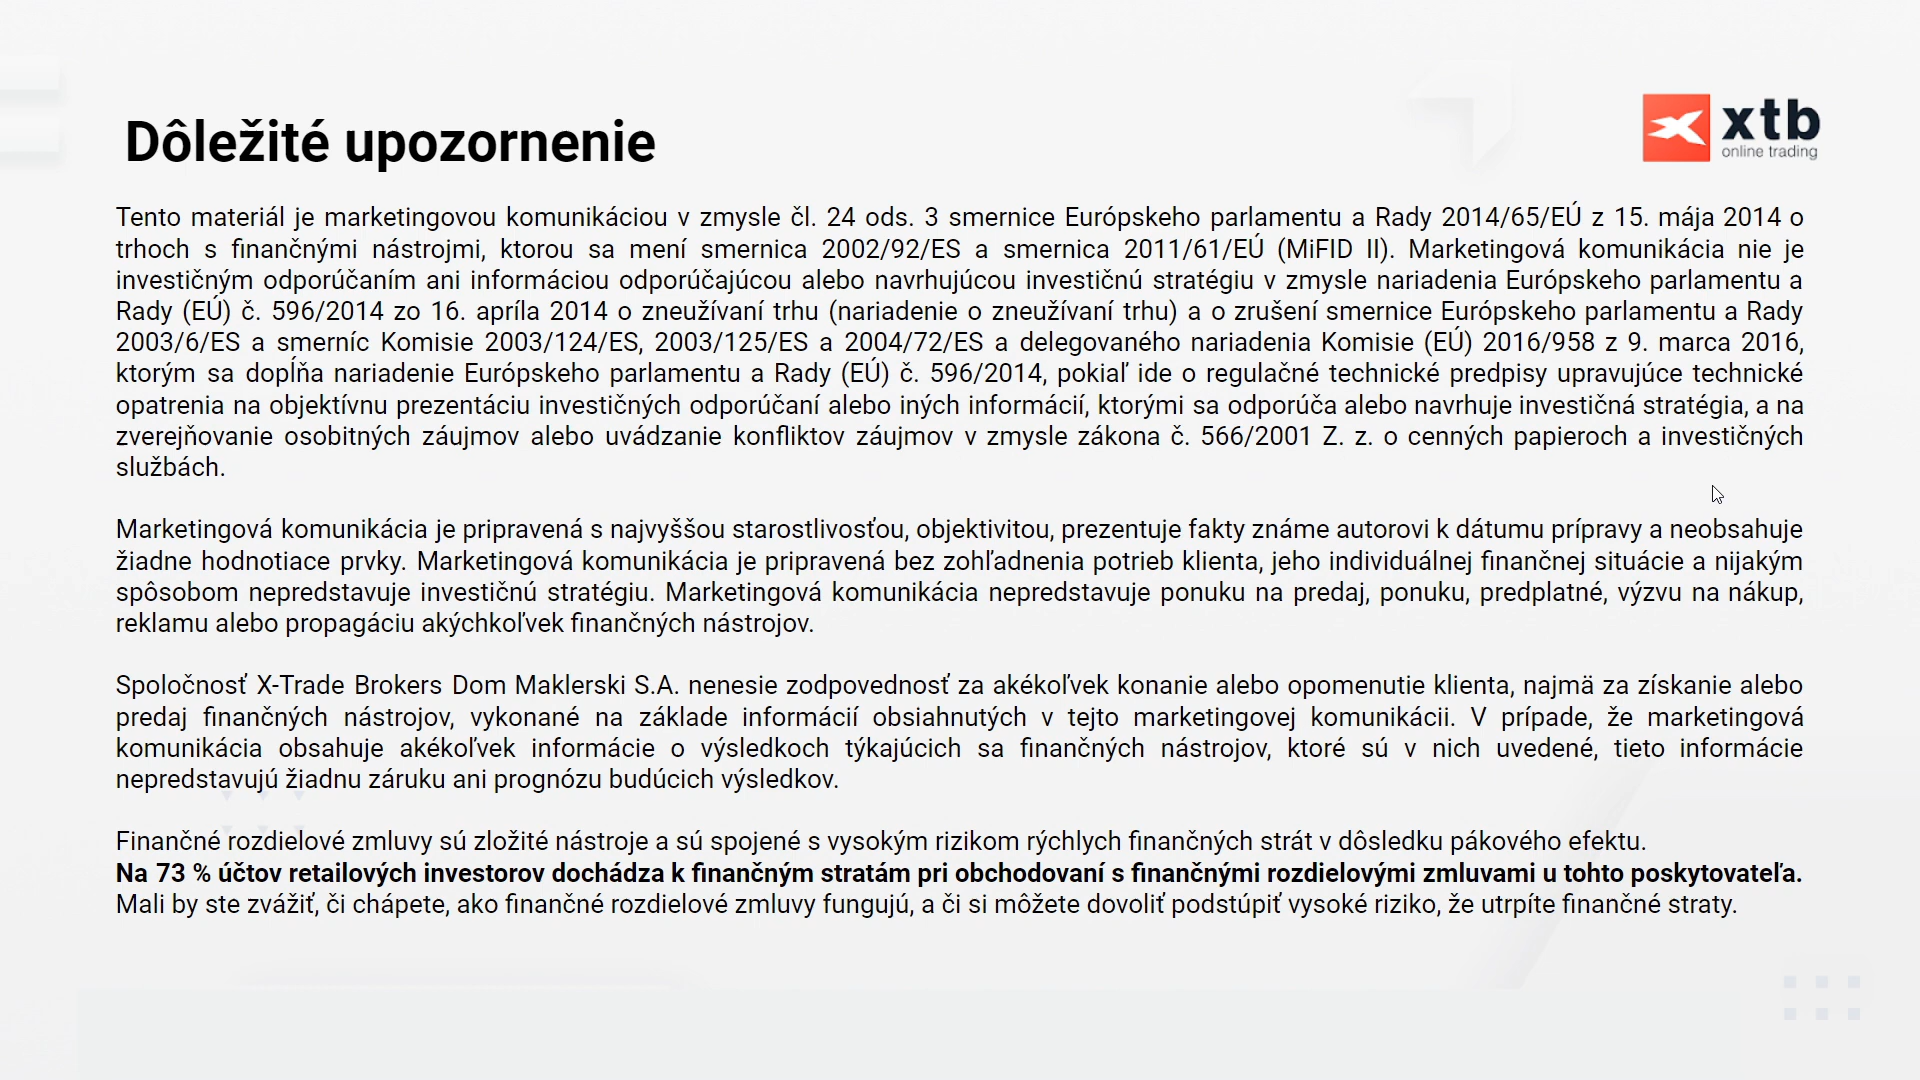 Dôležité upozornenie
xtb
online trading
Tento materiál je marketingovou komunikáciou v zmysle čl. 24 ods. 3 smernice Európskeho parlamentu a Rady 2014/65/EÚ z 15. mája 2014 o
trhoch s finančnými nástrojmi, ktorou sa mení smernica 2002/92/ES a smernica 2011/61/EÚ (MiFID II). Marketingová komunikácia nie je
investičným odporúčaním ani informáciou odporúčajúcou alebo navrhujúcou investičnú stratégiu v zmysle nariadenia Európskeho parlamentu a
Rady (EÚ) č. 596/2014 zo 16. apríla 2014 o zneužívaní trhu (nariadenie o zneužívaní trhu) a o zrušení smernice Európskeho parlamentu a Rady
2003/6/ES a smerníc Komisie 2003/124/ES, 2003/125/ES a 2004/72/ES a delegovaného nariadenia Komisie (EÚ) 2016/958 z 9. marca 2016,
ktorým sa dopĺňa nariadenie Európskeho parlamentu a Rady (EÚ) č. 596/2014, pokiaľ ide o regulačné technické predpisy upravujúce technické
opatrenia na objektívnu prezentáciu investičných odporúčaní alebo iných informácií, ktorými sa odporúča alebo navrhuje investičná stratégia, a na
zverejňovanie osobitných záujmov alebo uvádzanie konfliktov záujmov v zmysle zákona č. 566/2001 Z. z. o cenných papieroch a investičných
službách.
Marketingová komunikácia je pripravená s najvyššou starostlivosťou, objektivitou, prezentuje fakty známe autorovi k dátumu prípravy a neobsahuje
žiadne hodnotiace prvky. Marketingová komunikácia je pripravená bez zohľadnenia potrieb klienta, jeho individuálnej finančnej situácie a nijakým
spôsobom nepredstavuje investičnú stratégiu. Marketingová komunikácia nepredstavuje ponuku na predaj, ponuku, predplatné, výzvu na nákup,
reklamu alebo propagáciu akýchkoľvek finančných nástrojov.
Spoločnosť X-Trade Brokers Dom Maklerski S.A. nenesie zodpovednosť za akékoľvek konanie alebo opomenutie klienta, najmä za získanie alebo
predaj finančných nástrojov, vykonané na základe informácií obsiahnutých v tejto marketingovej komunikácii. V prípade, že marketingová
komunikácia obsahuje akékoľvek informácie o výsledkoch týkajúcich sa finančných nástrojov, ktoré sú v nich uvedené, tieto informácie
nepredstavujú žiadnu záruku ani prognózu budúcich výsledkov.
Finančné rozdielové zmluvy sú zložité nástroje a sú spojené s vysokým rizikom rýchlych finančných strát v dôsledku pákového efektu.
Na 73 % účtov retailových investorov dochádza k finančným stratám pri obchodovaní s finančnými rozdielovými zmluvami u tohto poskytovateľa.
Mali by ste zvážiť, či chápete, ako finančné rozdielové zmluvy fungujú, a či si môžete dovoliť podstúpiť vysoké riziko, že utrpíte finančné straty.